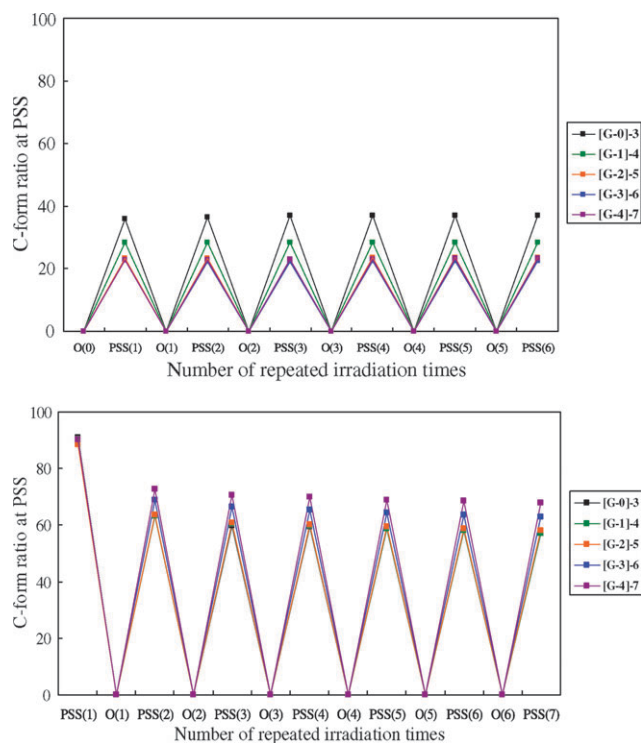 100
80
60
40
20
0
C-form ratio at PSS
O(0) PSS(1) O(1) PSS(2) O(2) PSS(3) O(3) PSS(4) O(4) PSS(5) O(5) PSS(6)
Number of repeated irradiation times
[G-0]-3
[G-1]-4
[G-2]-5
[G-3]-6
[G-4]-7
100
80
60
40
20
0
C-form ratio at PSS
PSS(1) O(1) PSS(2) O(2) PSS(3) O(3) PSS(4) O(4) PSS(5) O(5) PSS(6) O(6) PSS(7)
Number of repeated irradiation times
[G-0]-3
[G-1]-4
[G-2]-5
[G-3]-6
[G-4]-7